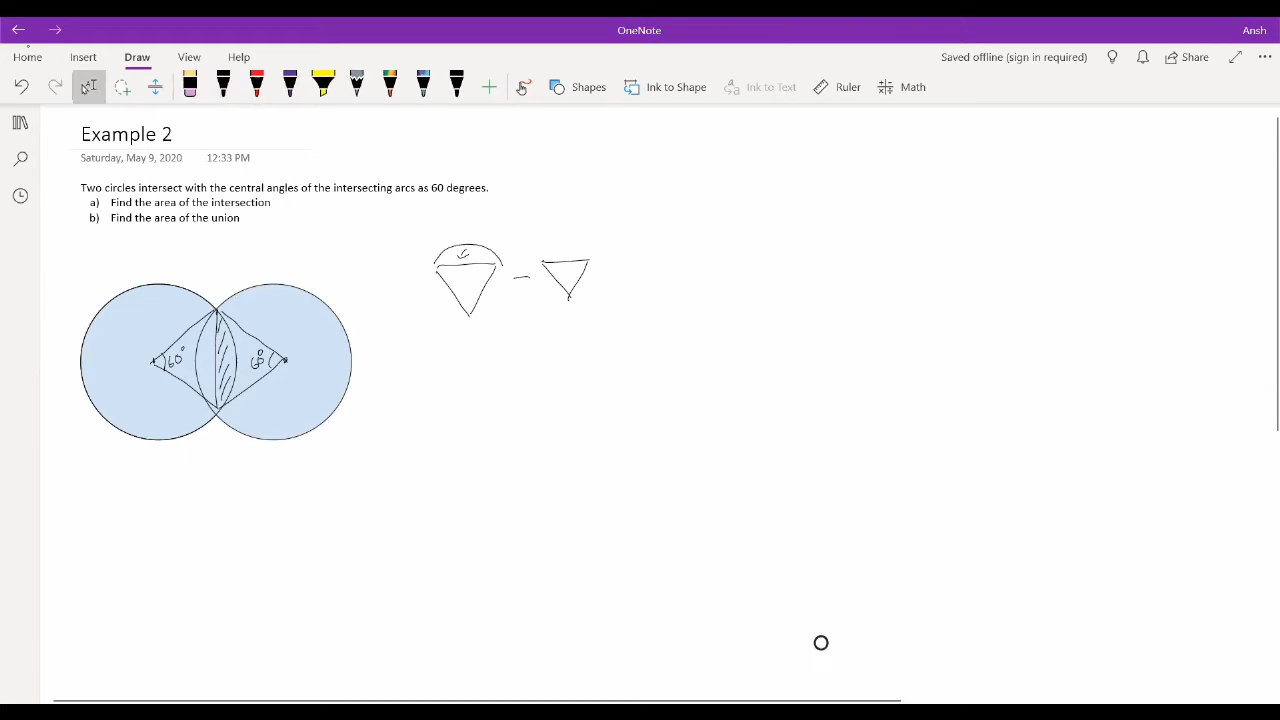 OneNote
Ansh
Home Insert Draw View Help
Saved offline (sign in required)
Share
Shapes
Ink to Shape
Ink to Text
Ruler
Math
Example 2
Saturday, May 9, 2020 12:33 PM
Two circles intersect with the central angles of the intersecting arcs as 60 degrees.
a) Find the area of the intersection
b) Find the area of the union
60° 60°